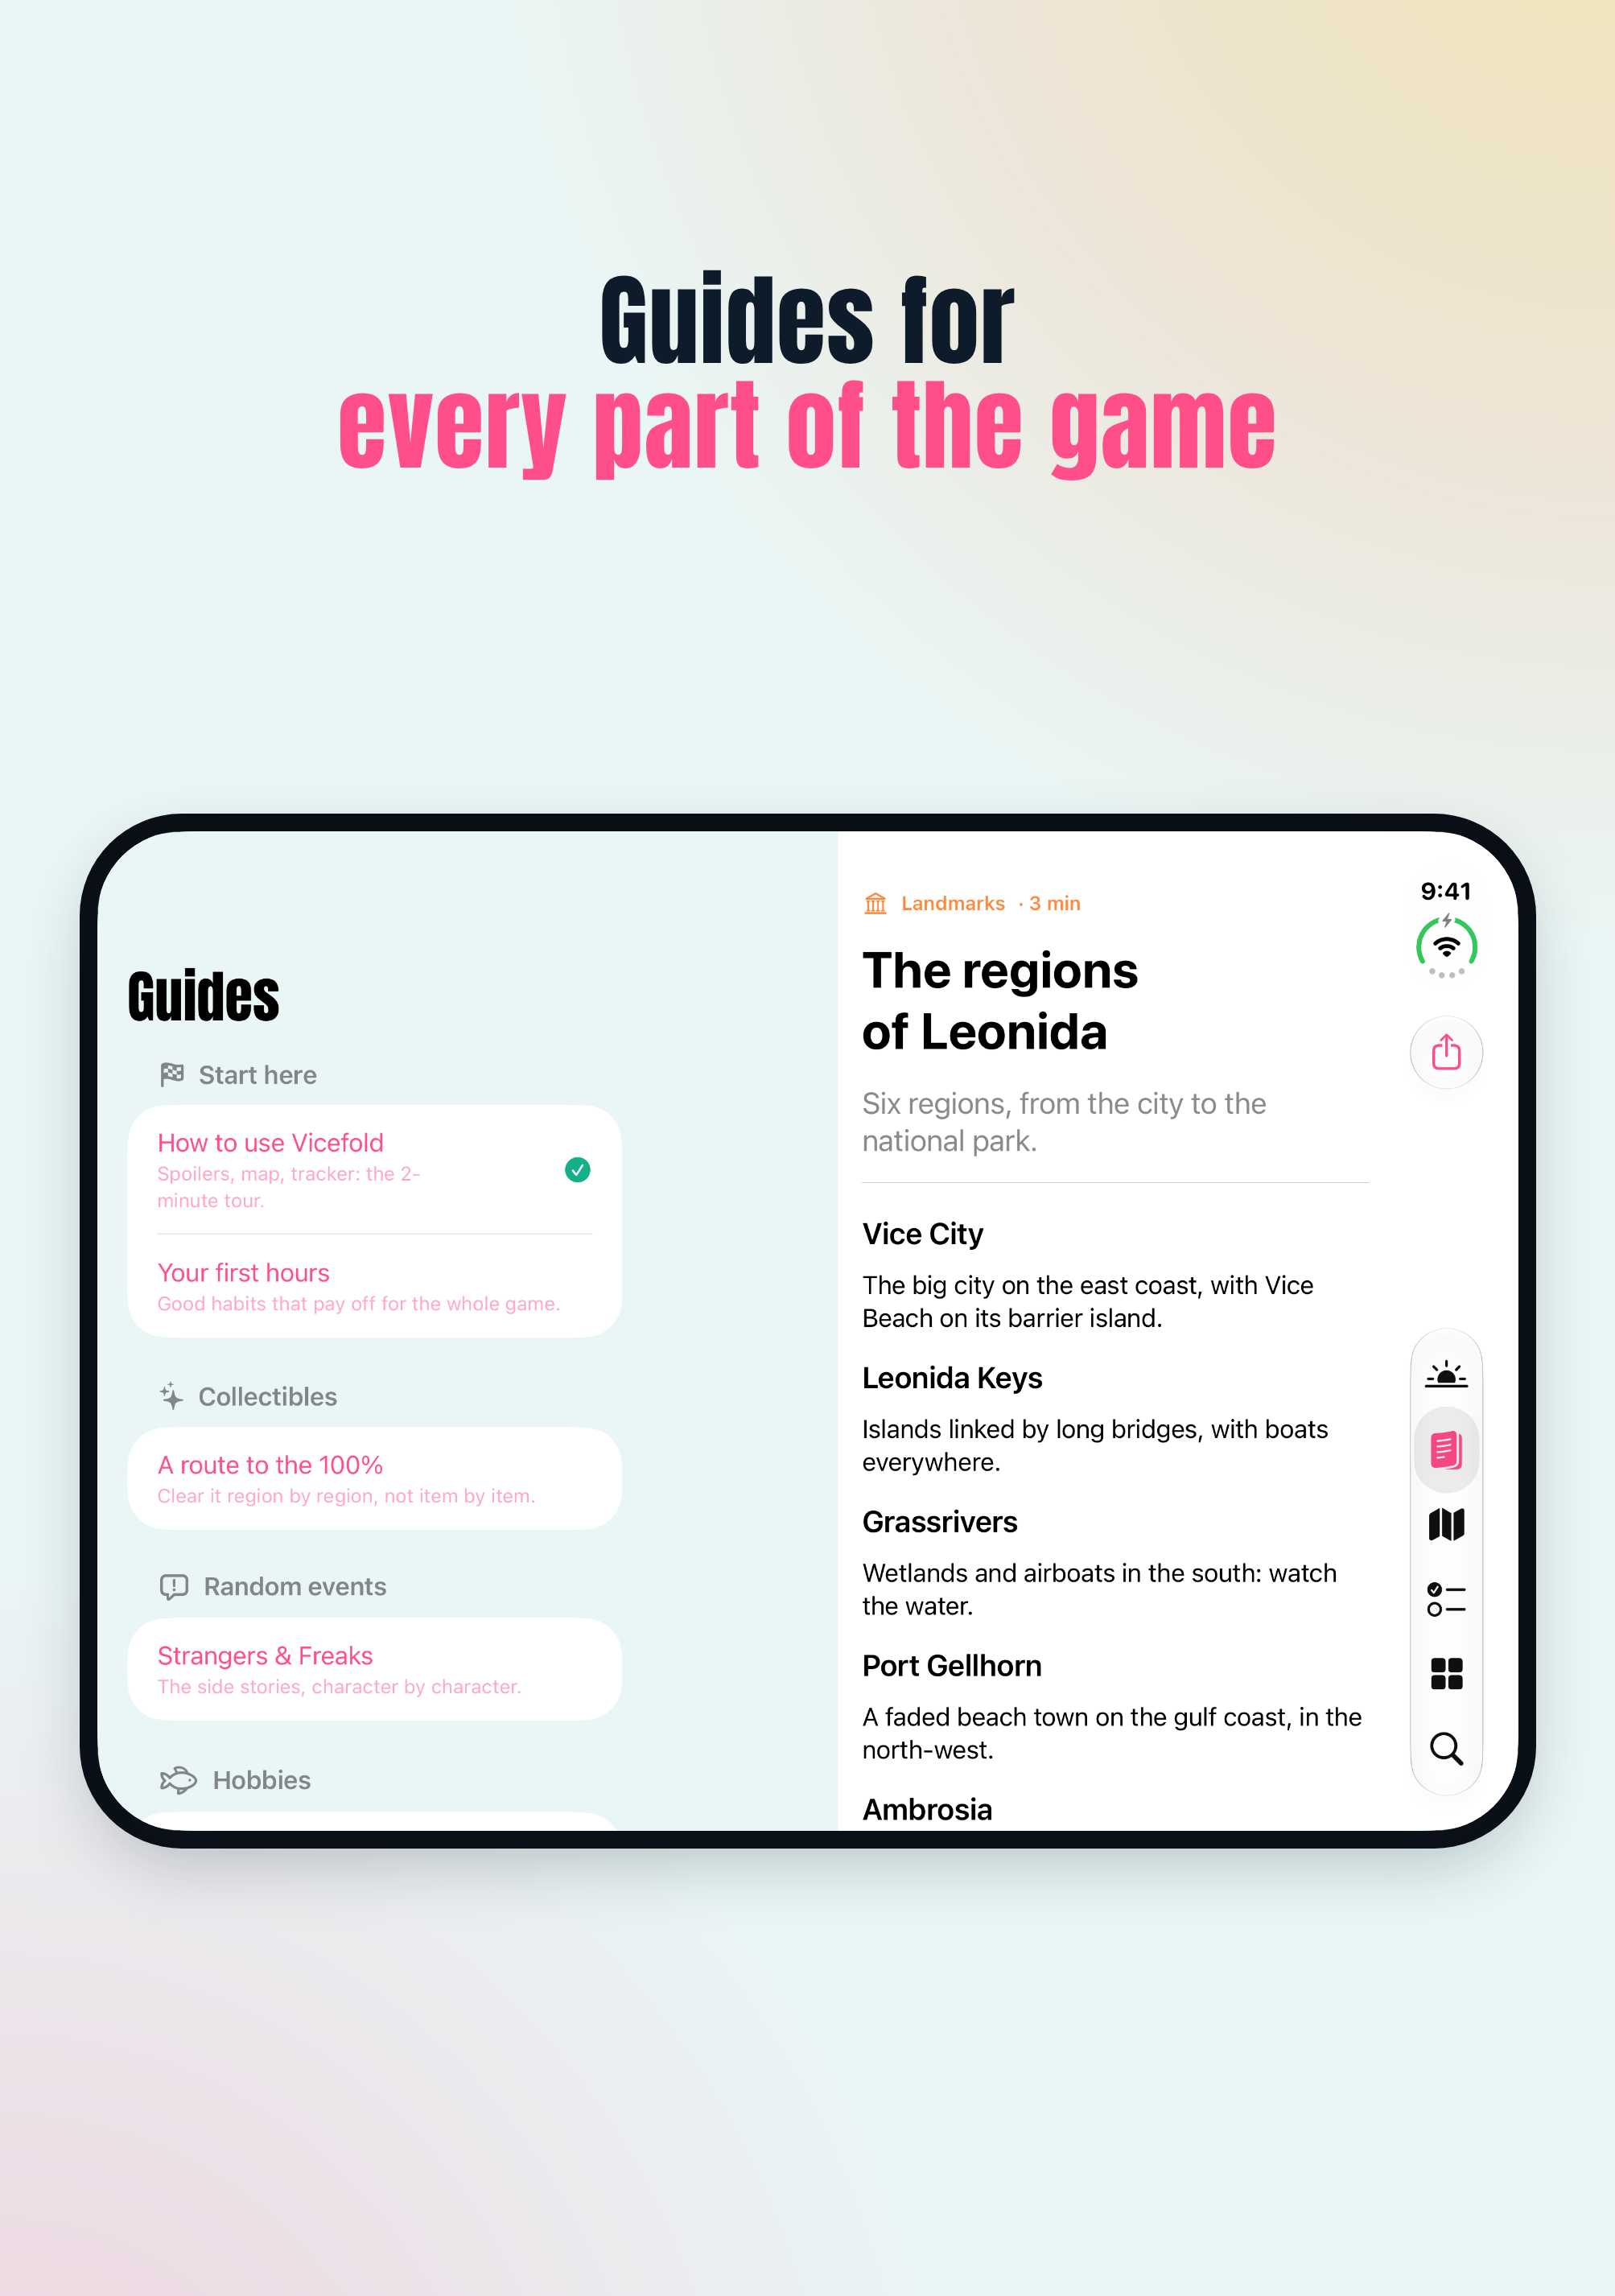 Guides for
every part of the game
Guides
Start here
How to use Vicefold
Spoilers, map, tracker: the 2-
minute tour.
Your first hours
Good habits that pay off for the whole game.
Collectibles
A route to the 100%
Clear it region by region, not item by item.
Random events
Strangers & Freaks
The side stories, character by character.
Hobbies
Landmarks · 3 min
The regions
of Leonida
Six regions, from the city to the
national park.
Vice City
The big city on the east coast, with Vice
Beach on its barrier island.
Leonida Keys
Islands linked by long bridges, with boats
everywhere.
Grassrivers
Wetlands and airboats in the south: watch
the water.
Port Gellhorn
A faded beach town on the gulf coast, in the
north-west.
Ambrosia
9:41